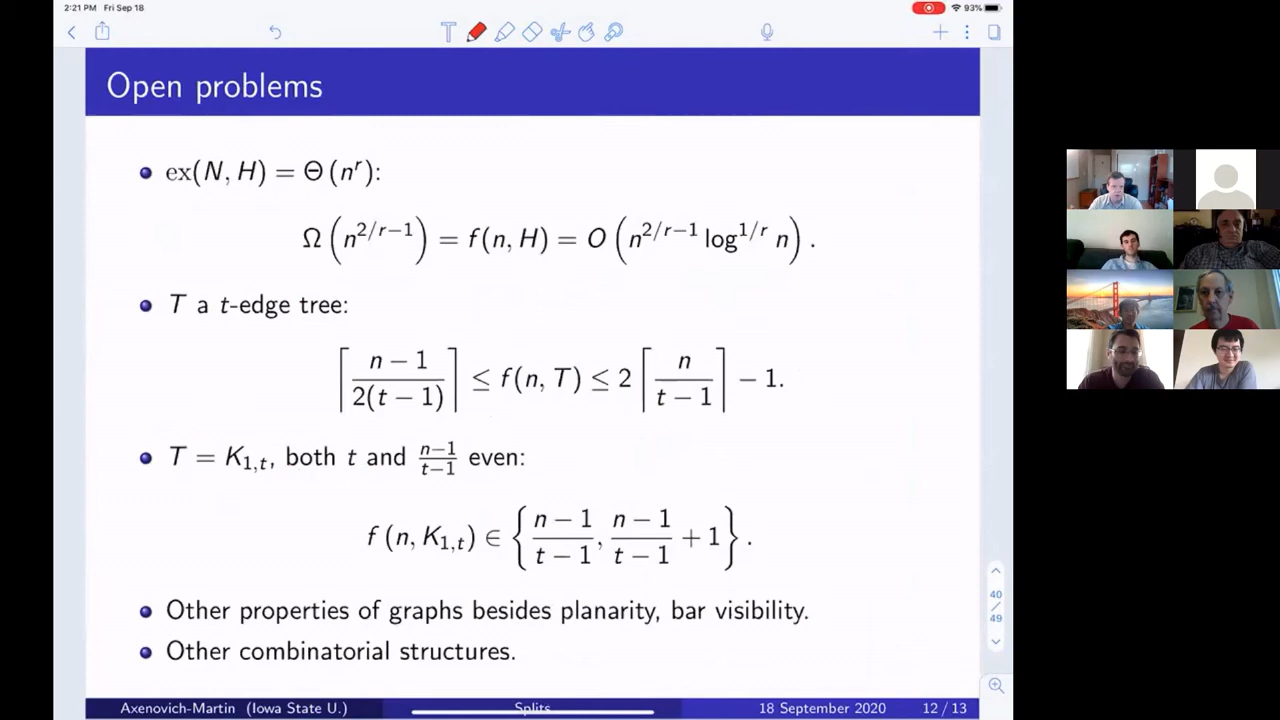 2:21 PM Fri Sep 18
93%
Open problems
ex(N, H) = Θ (n^r):
Ω (n^{2/r−1}) = f(n, H) = O (n^{2/r−1} log^{1/r} n).
T a t-edge tree:
⌈(n − 1)/(2(t − 1))⌉ ≤ f(n, T) ≤ 2 ⌈n/(t − 1)⌉ − 1.
T = K_{1,t}, both t and (n−1)/(t−1) even:
f (n, K_{1,t}) ∈ {(n − 1)/(t − 1), (n − 1)/(t − 1) + 1}.
Other properties of graphs besides planarity, bar visibility.
Other combinatorial structures.
40
/
49
Axenovich-Martin (Iowa State U.) Splits 18 September 2020 12 / 13